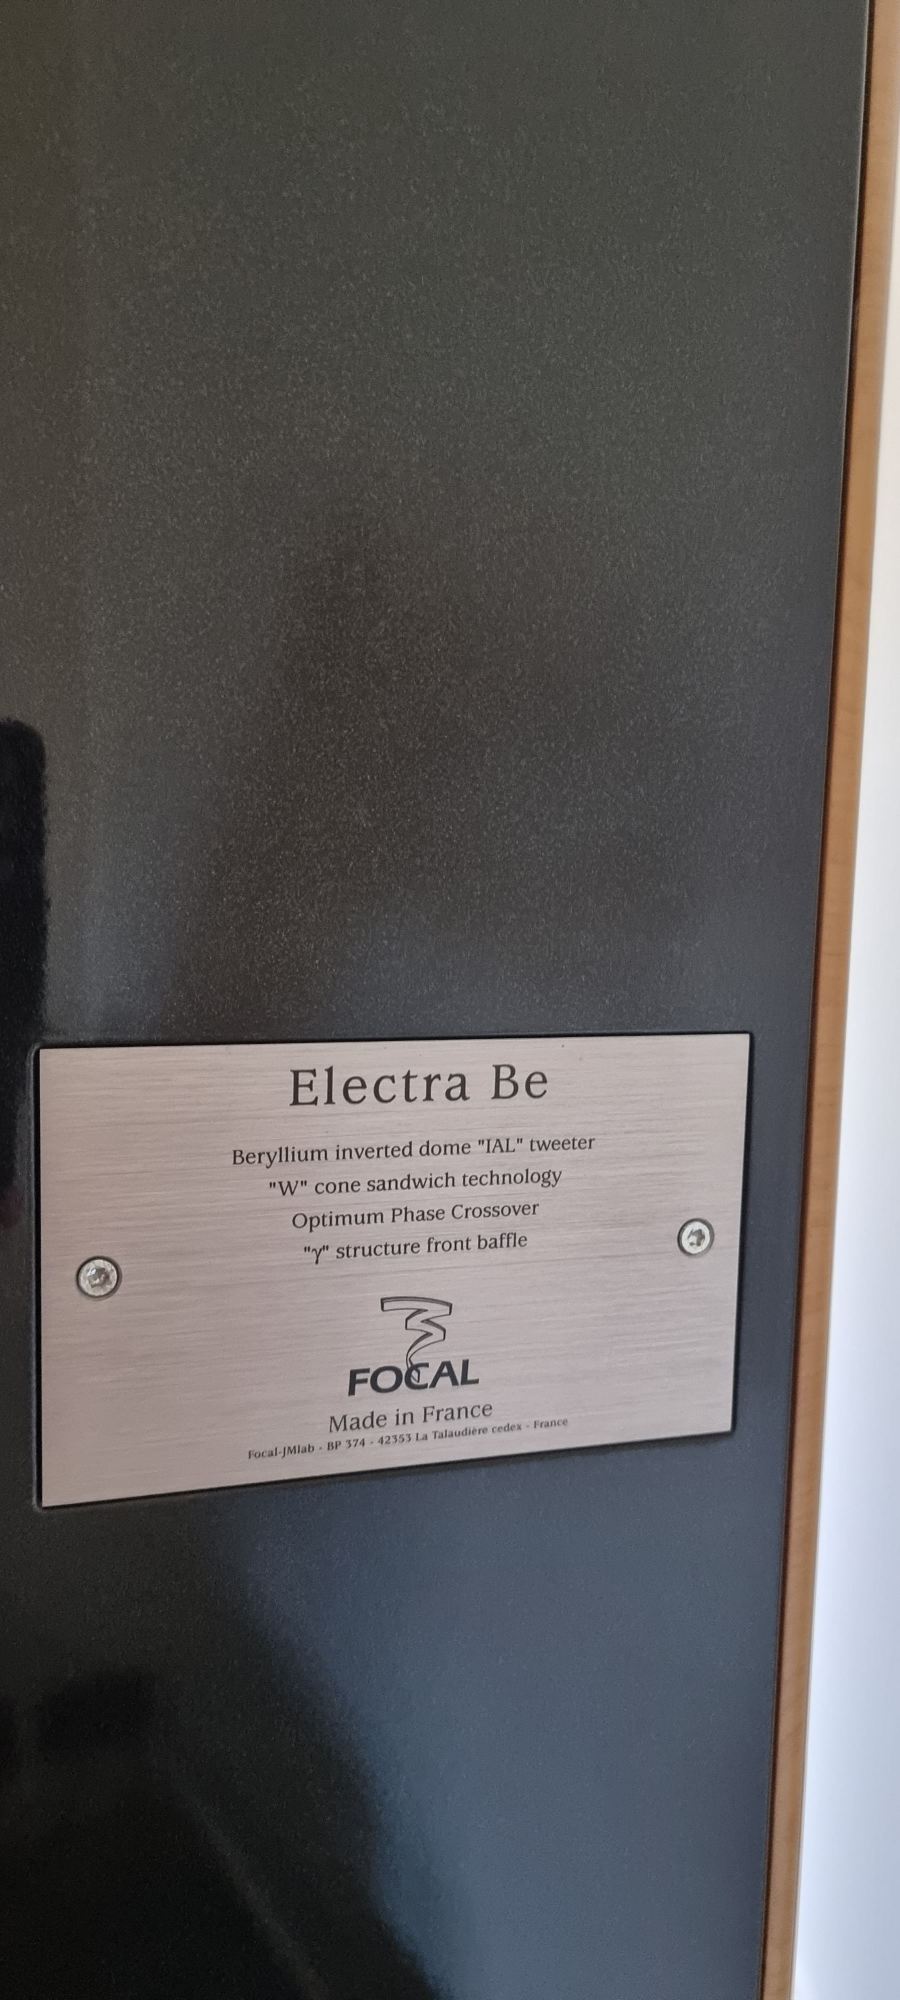 Electra Be
Beryllium inverted dome "IAL" tweeter
"W" cone sandwich technology
Optimum Phase Crossover
"γ" structure front baffle
FOCAL
Made in France
Focal-JMlab - BP 374 - 42353 La Talaudière cedex - France